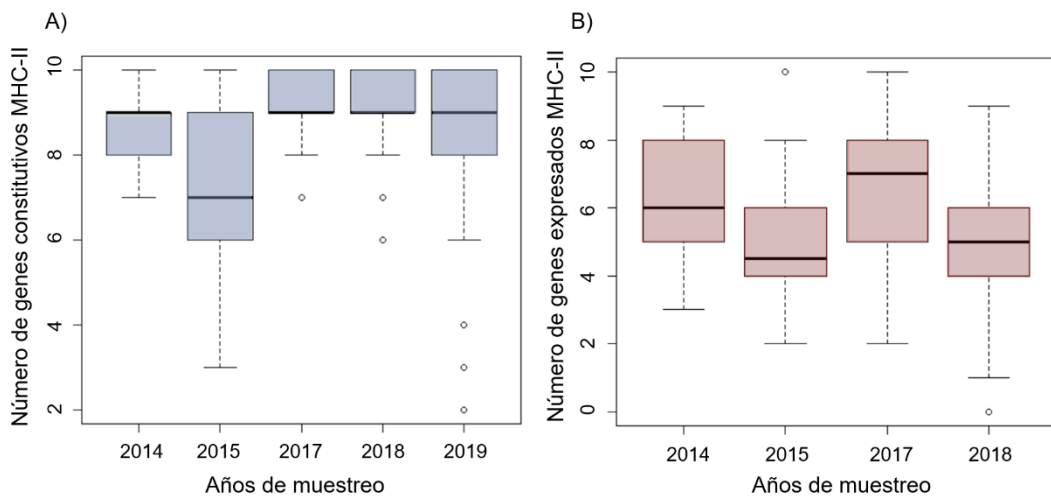 A)
Número de genes constitutivos MHC-II
10
8
6
4
2
2014 2015 2017 2018 2019
Años de muestreo
B)
Número de genes expresados MHC-II
10
8
6
4
2
0
2014 2015 2017 2018
Años de muestreo